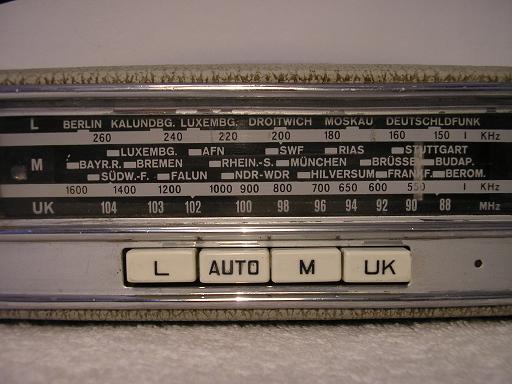 L BERLIN KALUNDBG. LUXEMBG. DROITWICH MOSKAU DEUTSCHLDFUNK
260 240 220 200 180 160 150 I KHz
LUXEMBG. AFN SWF RIAS STUTTGART
M BAYR.R. BREMEN RHEIN.-S. MÜNCHEN BRÜSSEL BUDAP.
SÜDW.-F. FALUN NDR-WDR HILVERSUM FRANKF. BEROM.
1600 1400 1200 1000 900 800 700 650 600 550 I KHz
UK 104 103 102 100 98 96 94 92 90 88 MHz
L AUTO M UK